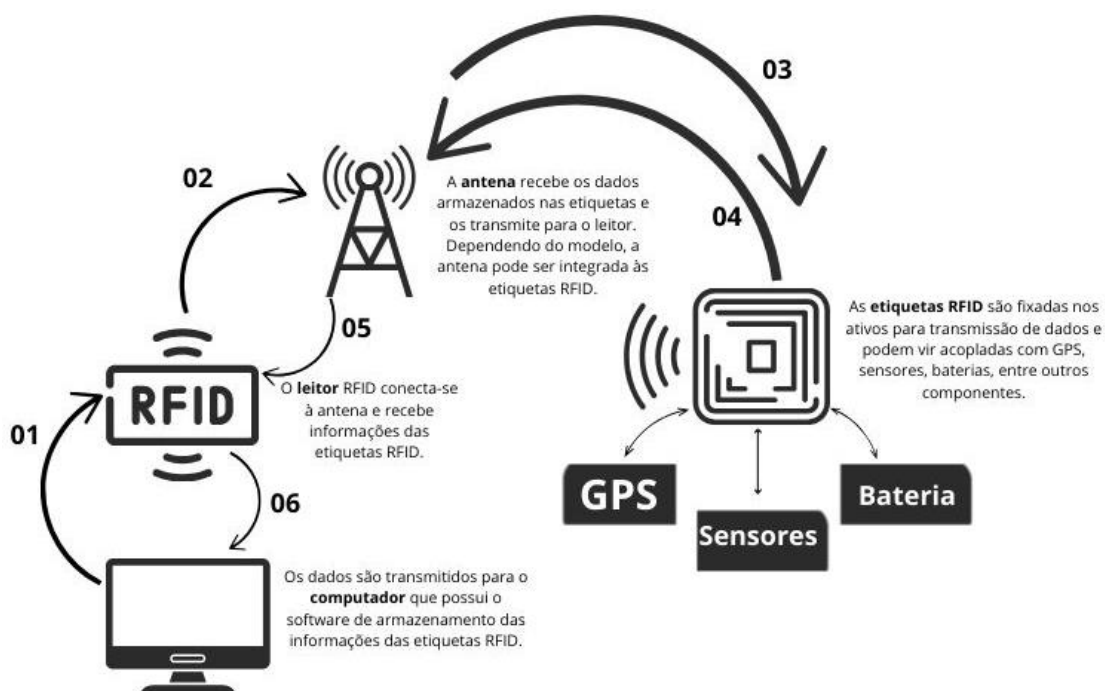 03
02
A antena recebe os dados
armazenados nas etiquetas e
os transmite para o leitor.
Dependendo do modelo, a
antena pode ser integrada às
etiquetas RFID.
04
As etiquetas RFID são fixadas nos
ativos para transmissão de dados e
podem vir acopladas com GPS,
sensores, baterias, entre outros
componentes.
05
RFID
O leitor RFID conecta-se
à antena e recebe
informações das
etiquetas RFID.
01
GPS
Sensores
Bateria
06
Os dados são transmitidos para o
computador que possui o
software de armazenamento das
informações das etiquetas RFID.